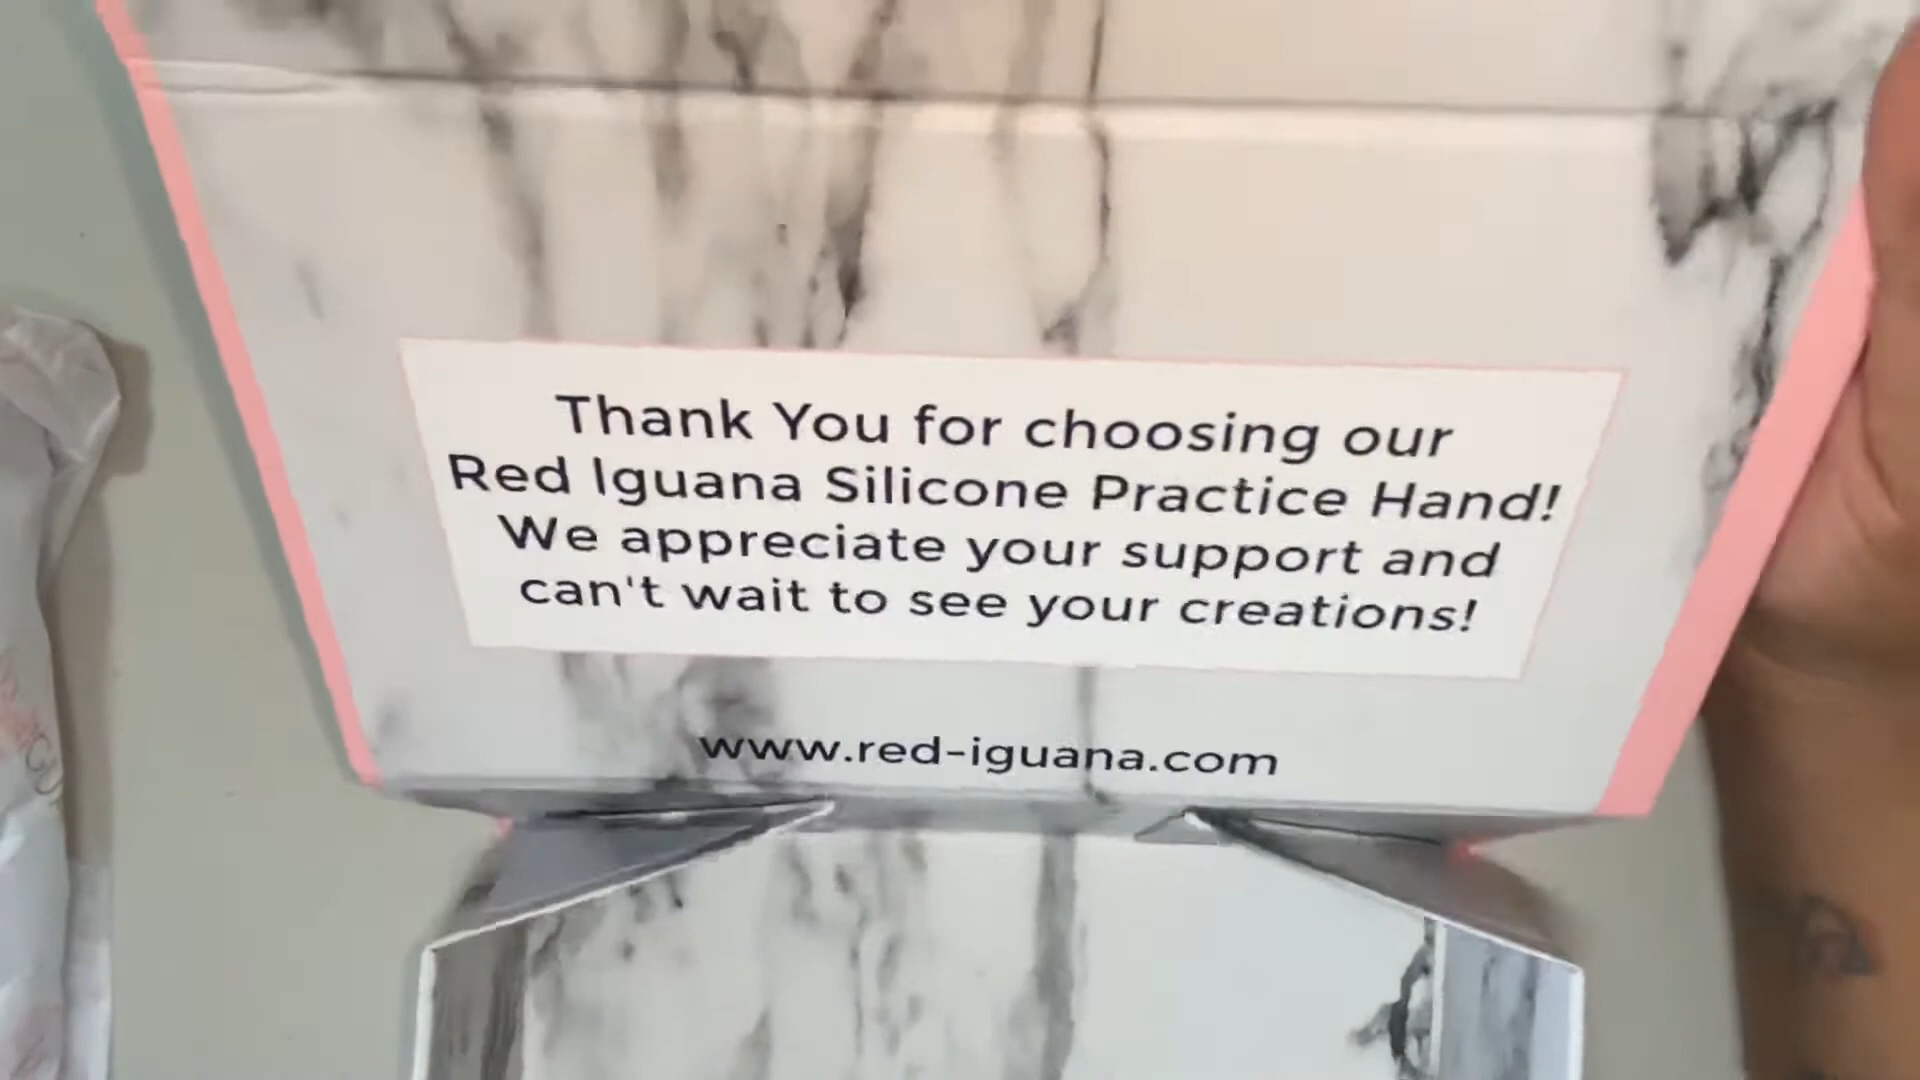 Thank You for choosing our
Red Iguana Silicone Practice Hand!
We appreciate your support and
can't wait to see your creations!
www.red-iguana.com